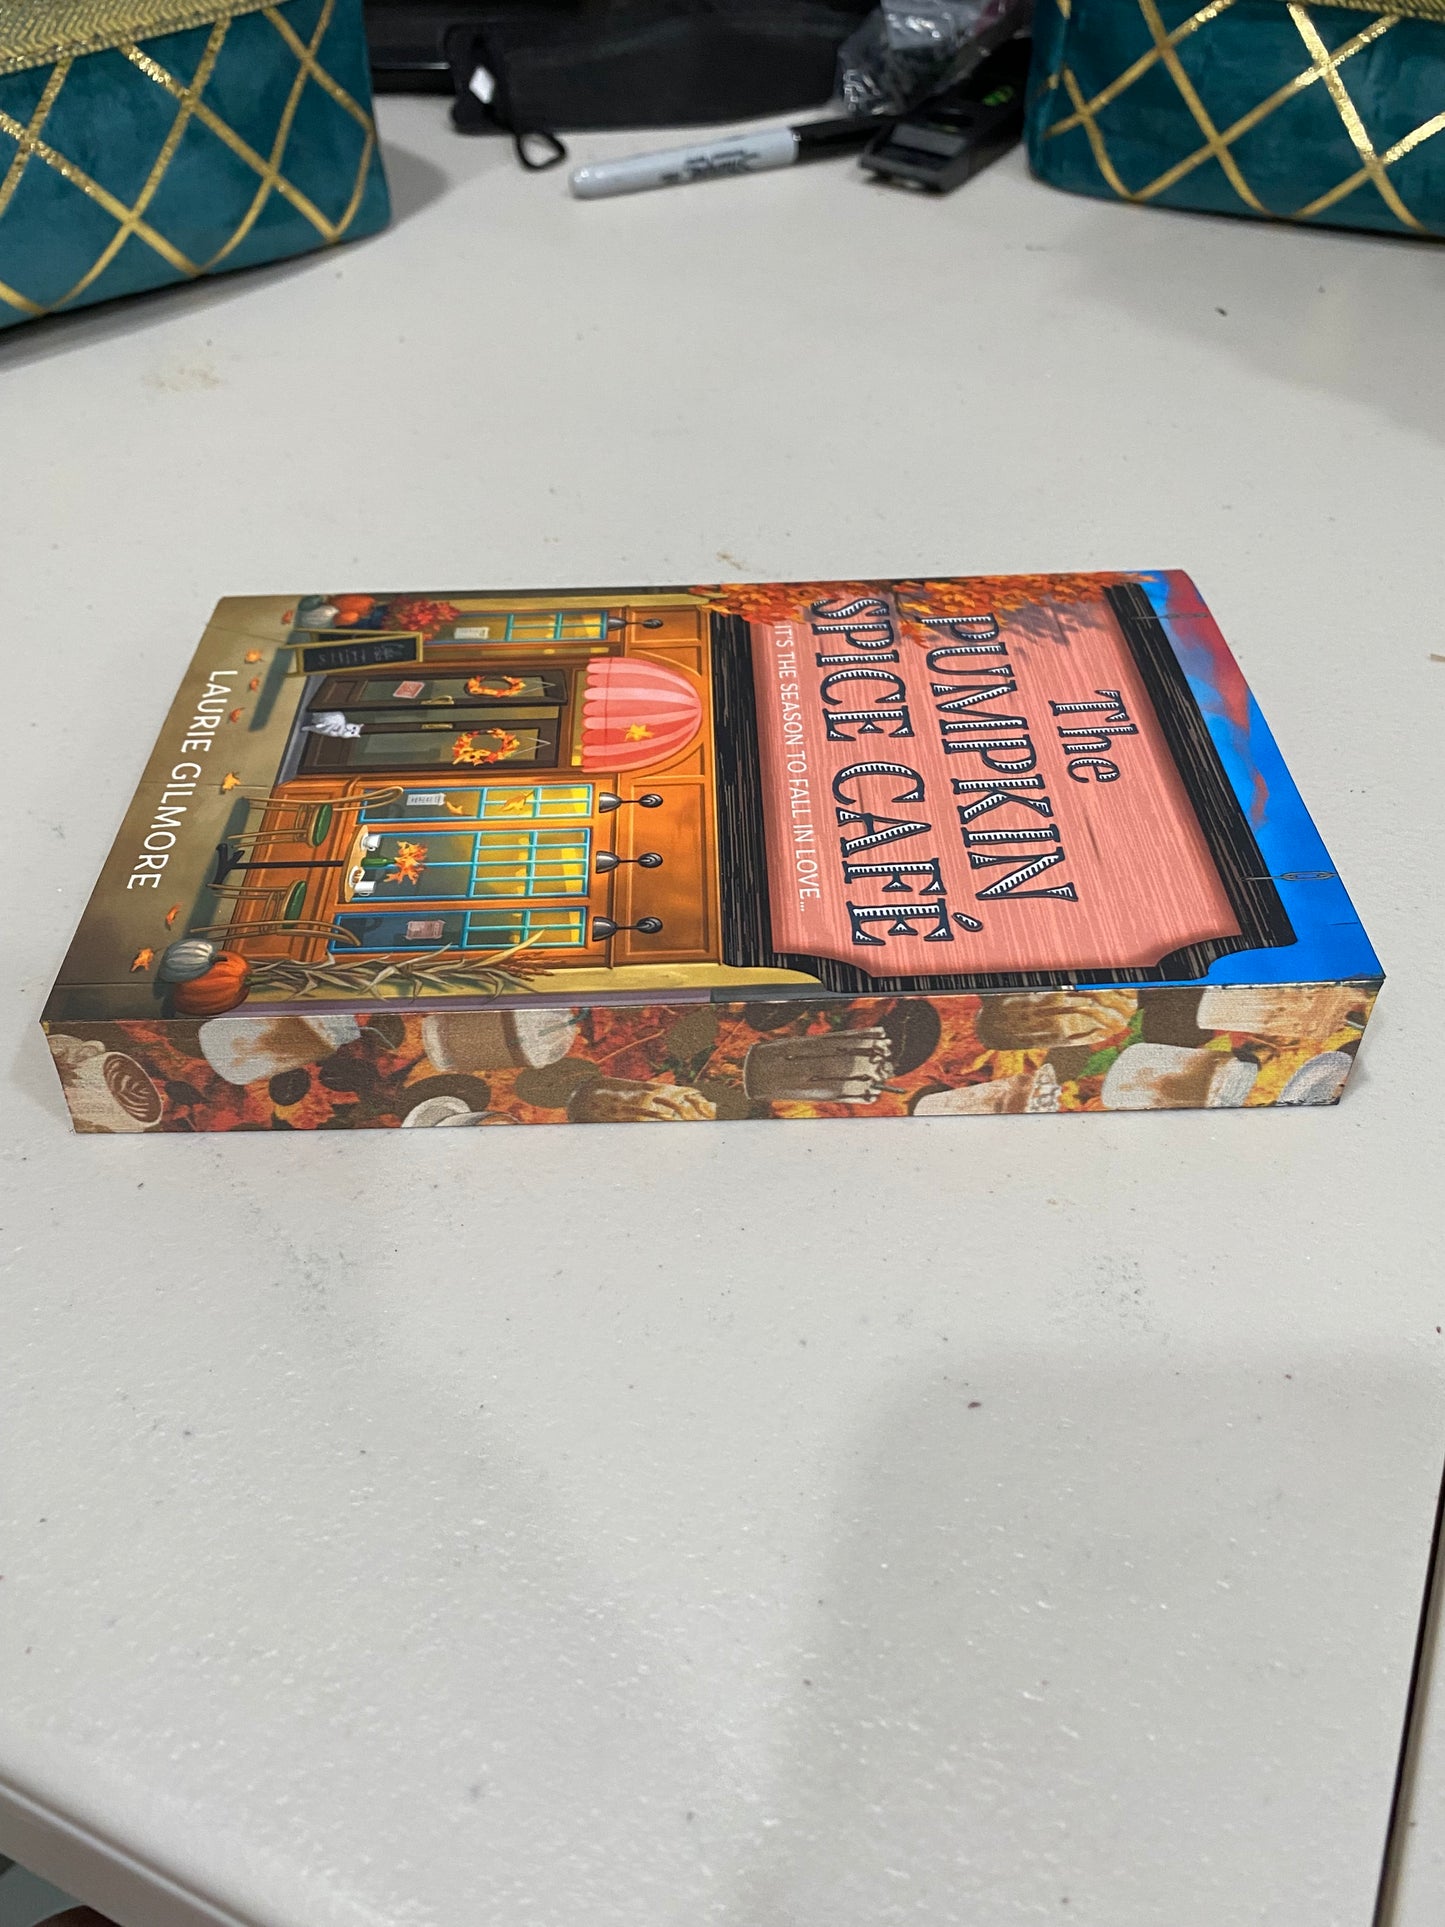 The
PUMPKIN
SPICE CAFÉ
IT'S THE SEASON TO FALL IN LOVE...
LAURIE GILMORE